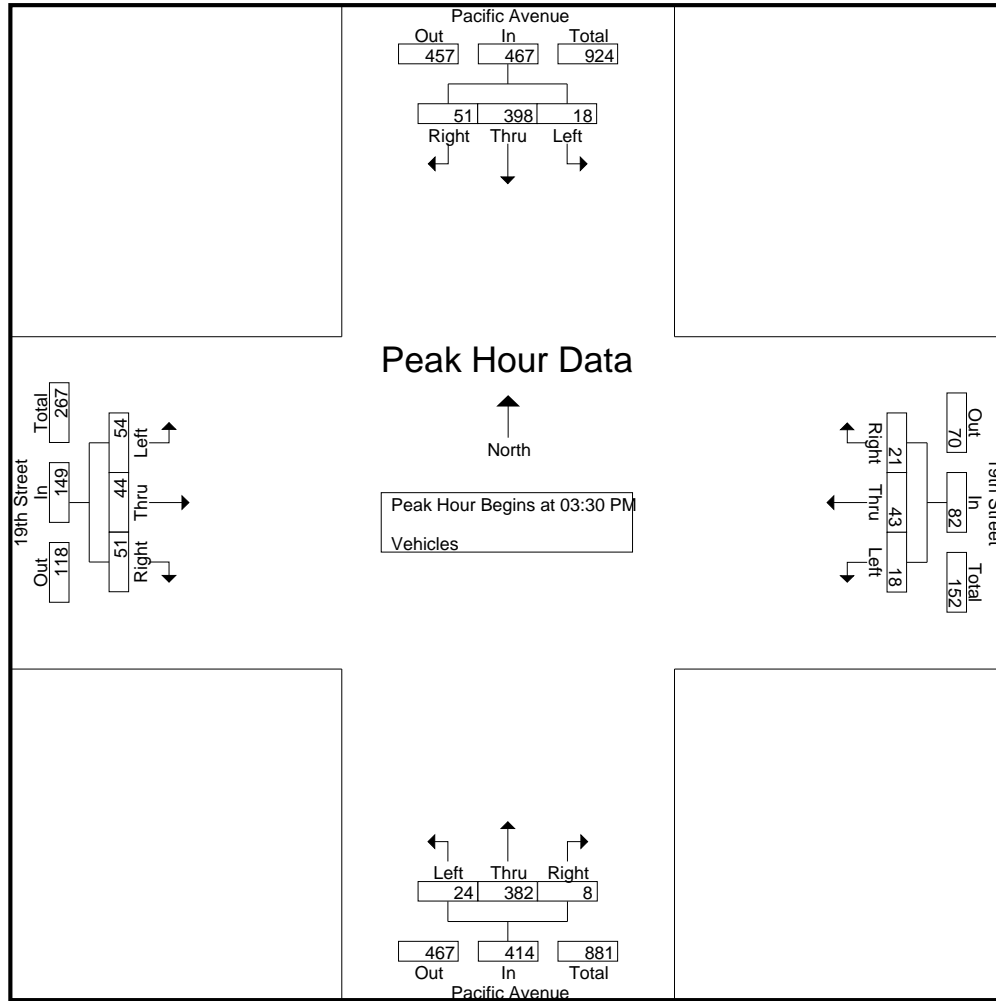 Pacific Avenue
Out In Total
457 467 924
51 398 18
Right Thru Left
Peak Hour Data
North
Peak Hour Begins at 03:30 PM
Vehicles
19th Street
Total In Out
267 149 118
54 44 51
Left Thru Right
19th Street
Out In Total
70 82 152
21 43 18
Right Thru Left
Left Thru Right
24 382 8
467 414 881
Out In Total
Pacific Avenue